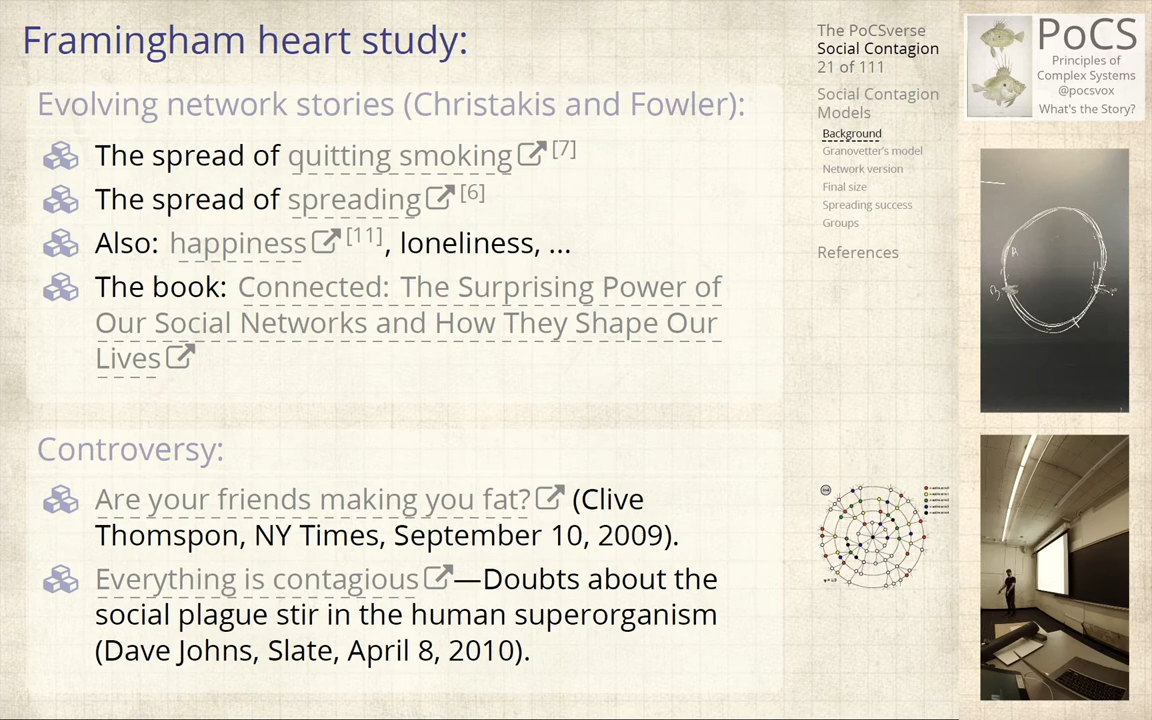 Framingham heart study:
Evolving network stories (Christakis and Fowler):
The spread of quitting smoking [7]
The spread of spreading [6]
Also: happiness [11], loneliness, ...
The book: Connected: The Surprising Power of
Our Social Networks and How They Shape Our
Lives
Controversy:
Are your friends making you fat? (Clive
Thomspon, NY Times, September 10, 2009).
Everything is contagious—Doubts about the
social plague stir in the human superorganism
(Dave Johns, Slate, April 8, 2010).
The PoCSverse
Social Contagion
21 of 111
Social Contagion
Models
Background
Granovetter's model
Network version
Final size
Spreading success
Groups
References
PoCS
Principles of
Complex Systems
@pocsvox
What's the Story?